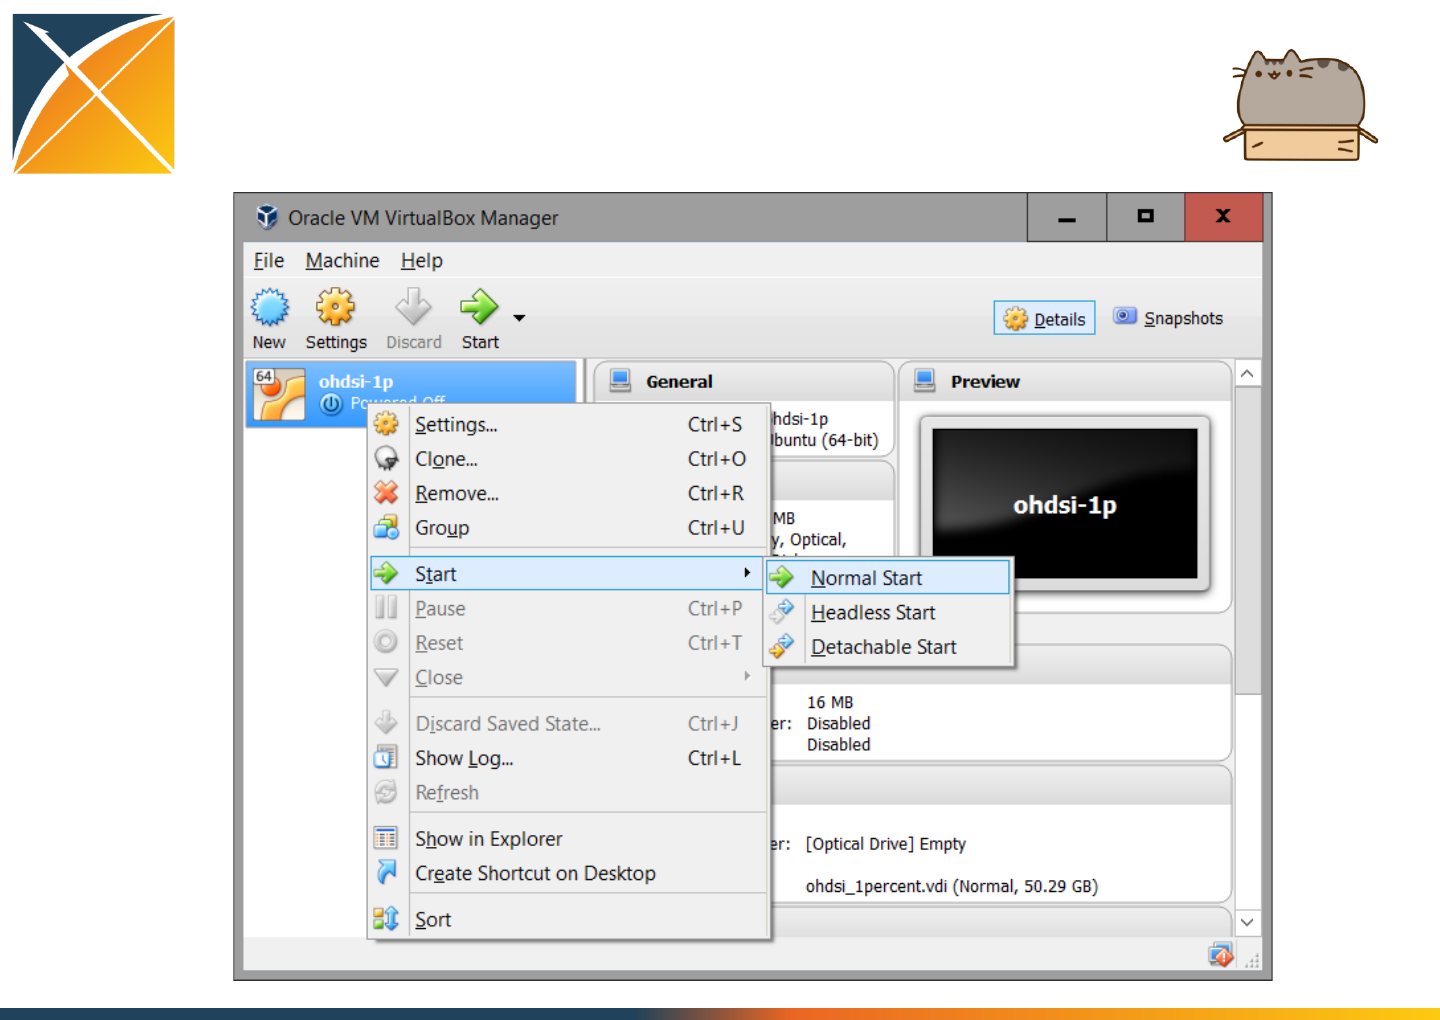 Oracle VM VirtualBox Manager
File Machine Help
New Settings Discard Start
Details Snapshots
64
ohdsi-1p
Powered Off
General
Preview
hdsi-1p
buntu (64-bit)
MB
y, Optical,
ohdsi-1p
Settings... Ctrl+S
Clone... Ctrl+O
Remove... Ctrl+R
Group Ctrl+U
Start
Pause Ctrl+P
Reset Ctrl+T
Close
Discard Saved State... Ctrl+J
Show Log... Ctrl+L
Refresh
Show in Explorer
Create Shortcut on Desktop
Sort
Normal Start
Headless Start
Detachable Start
16 MB
er: Disabled
Disabled
er: [Optical Drive] Empty
ohdsi_1percent.vdi (Normal, 50.29 GB)